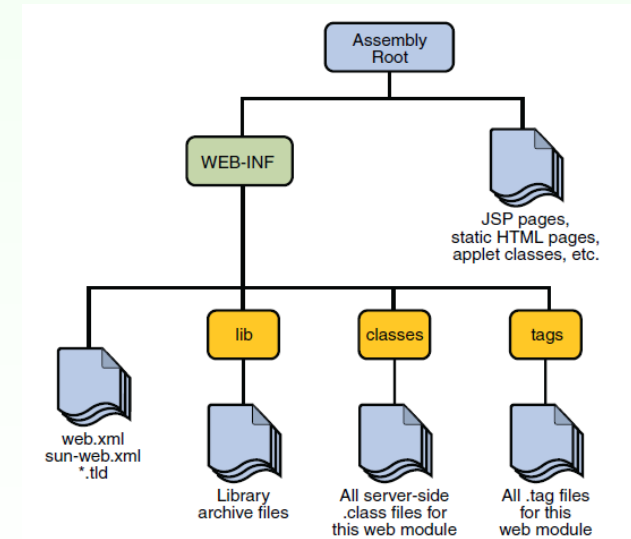 Assembly
Root
WEB-INF
JSP pages,
static HTML pages,
applet classes, etc.
lib
classes
tags
web.xml
sun-web.xml
*.tld
Library
archive files
All server-side
.class files for
this web module
All .tag files
for this
web module